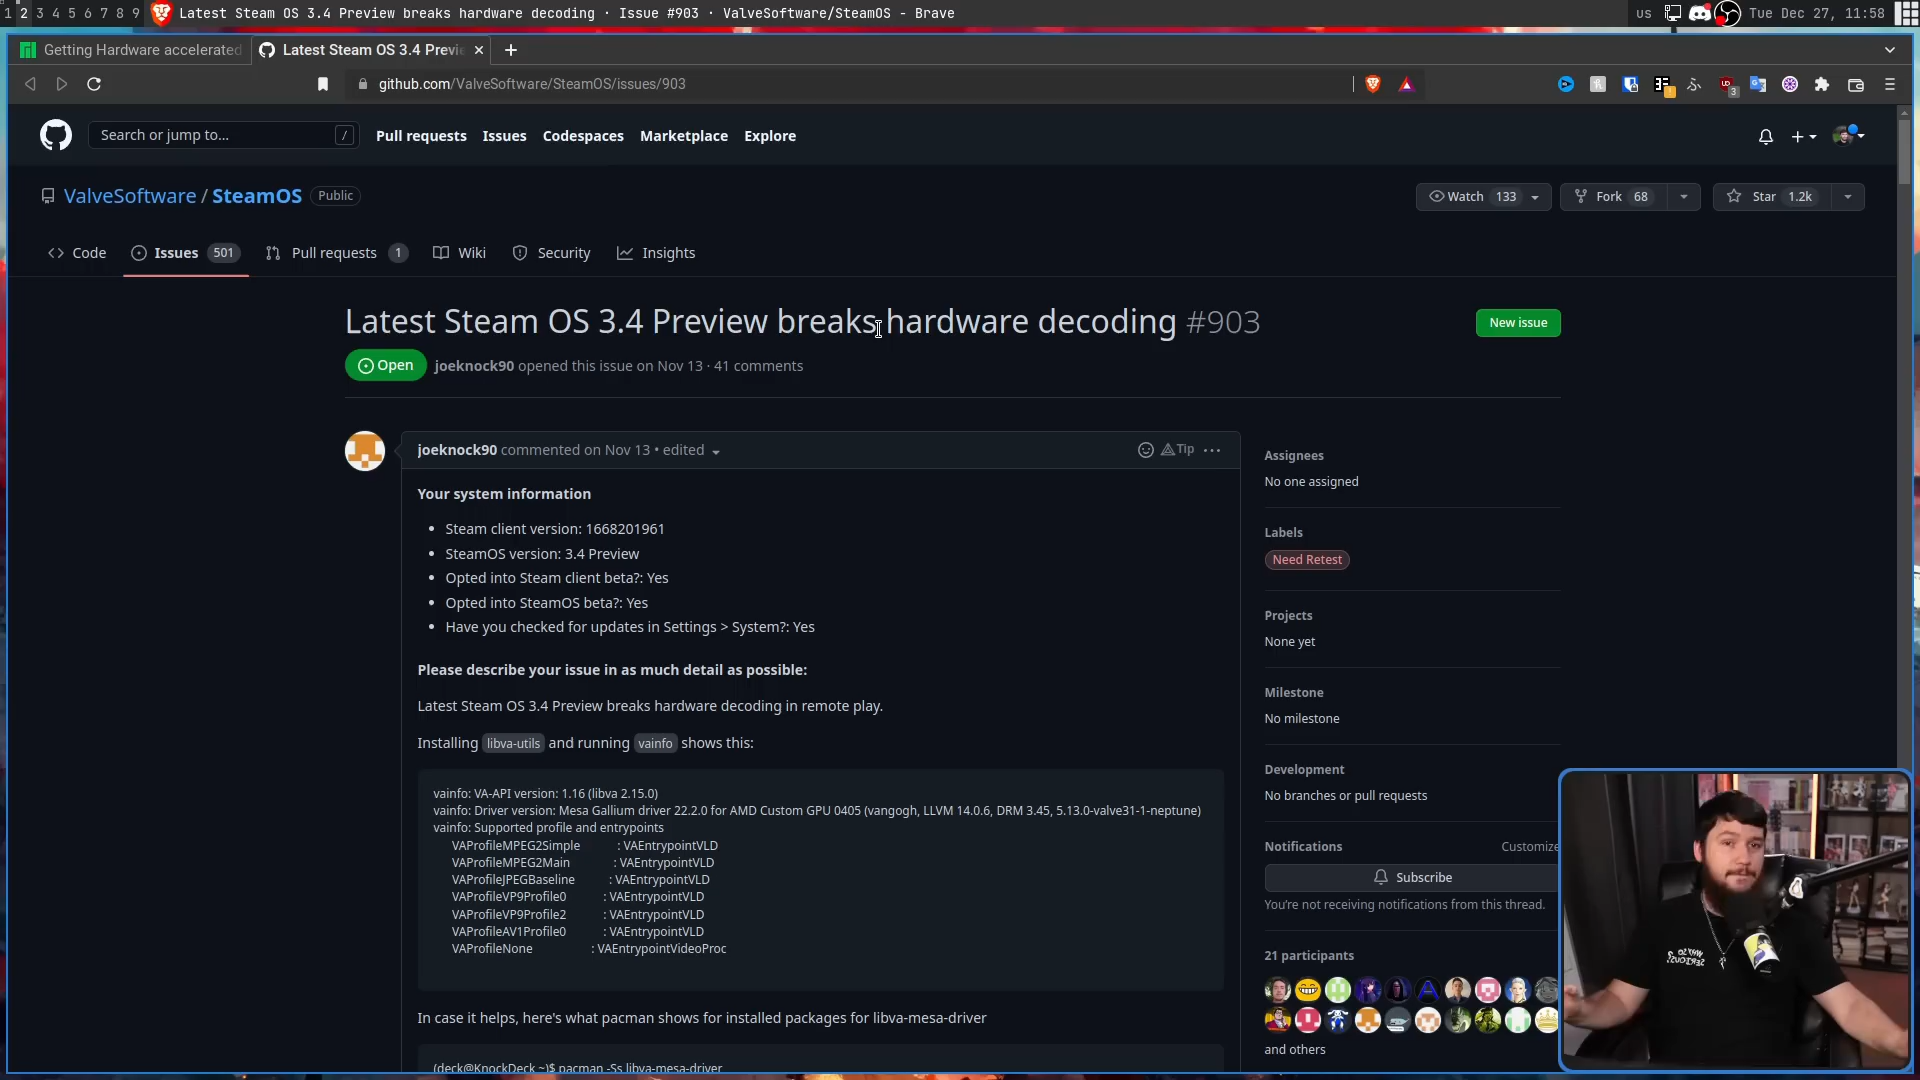 1 2 3 4 5 6 7 8 9 Latest Steam OS 3.4 Preview breaks hardware decoding · Issue #903 · ValveSoftware/SteamOS - Brave us Tue Dec 27, 11:58
Getting Hardware accelerated Latest Steam OS 3.4 Previe
github.com/ValveSoftware/SteamOS/issues/903
Search or jump to... / Pull requests Issues Codespaces Marketplace Explore
ValveSoftware / SteamOS Public Watch 133 Fork 68 Star 1.2k
Code Issues 501 Pull requests 1 Wiki Security Insights
Latest Steam OS 3.4 Preview breaks hardware decoding #903 New issue
Open joeknock90 opened this issue on Nov 13 · 41 comments
joeknock90 commented on Nov 13 • edited Tip
Your system information
• Steam client version: 1668201961
• SteamOS version: 3.4 Preview
• Opted into Steam client beta?: Yes
• Opted into SteamOS beta?: Yes
• Have you checked for updates in Settings > System?: Yes
Please describe your issue in as much detail as possible:
Latest Steam OS 3.4 Preview breaks hardware decoding in remote play.
Installing libva-utils and running vainfo shows this:
vainfo: VA-API version: 1.16 (libva 2.15.0)
vainfo: Driver version: Mesa Gallium driver 22.2.0 for AMD Custom GPU 0405 (vangogh, LLVM 14.0.6, DRM 3.45, 5.13.0-valve31-1-neptune)
vainfo: Supported profile and entrypoints
VAProfileMPEG2Simple : VAEntrypointVLD
VAProfileMPEG2Main : VAEntrypointVLD
VAProfileJPEGBaseline : VAEntrypointVLD
VAProfileVP9Profile0 : VAEntrypointVLD
VAProfileVP9Profile2 : VAEntrypointVLD
VAProfileAV1Profile0 : VAEntrypointVLD
VAProfileNone : VAEntrypointVideoProc
In case it helps, here's what pacman shows for installed packages for libva-mesa-driver
(deck@KnockDeck ~)$ pacman -Ss libva-mesa-driver
Assignees
No one assigned
Labels
Need Retest
Projects
None yet
Milestone
No milestone
Development
No branches or pull requests
Notifications Customize
Subscribe
You're not receiving notifications from this thread.
21 participants
and others